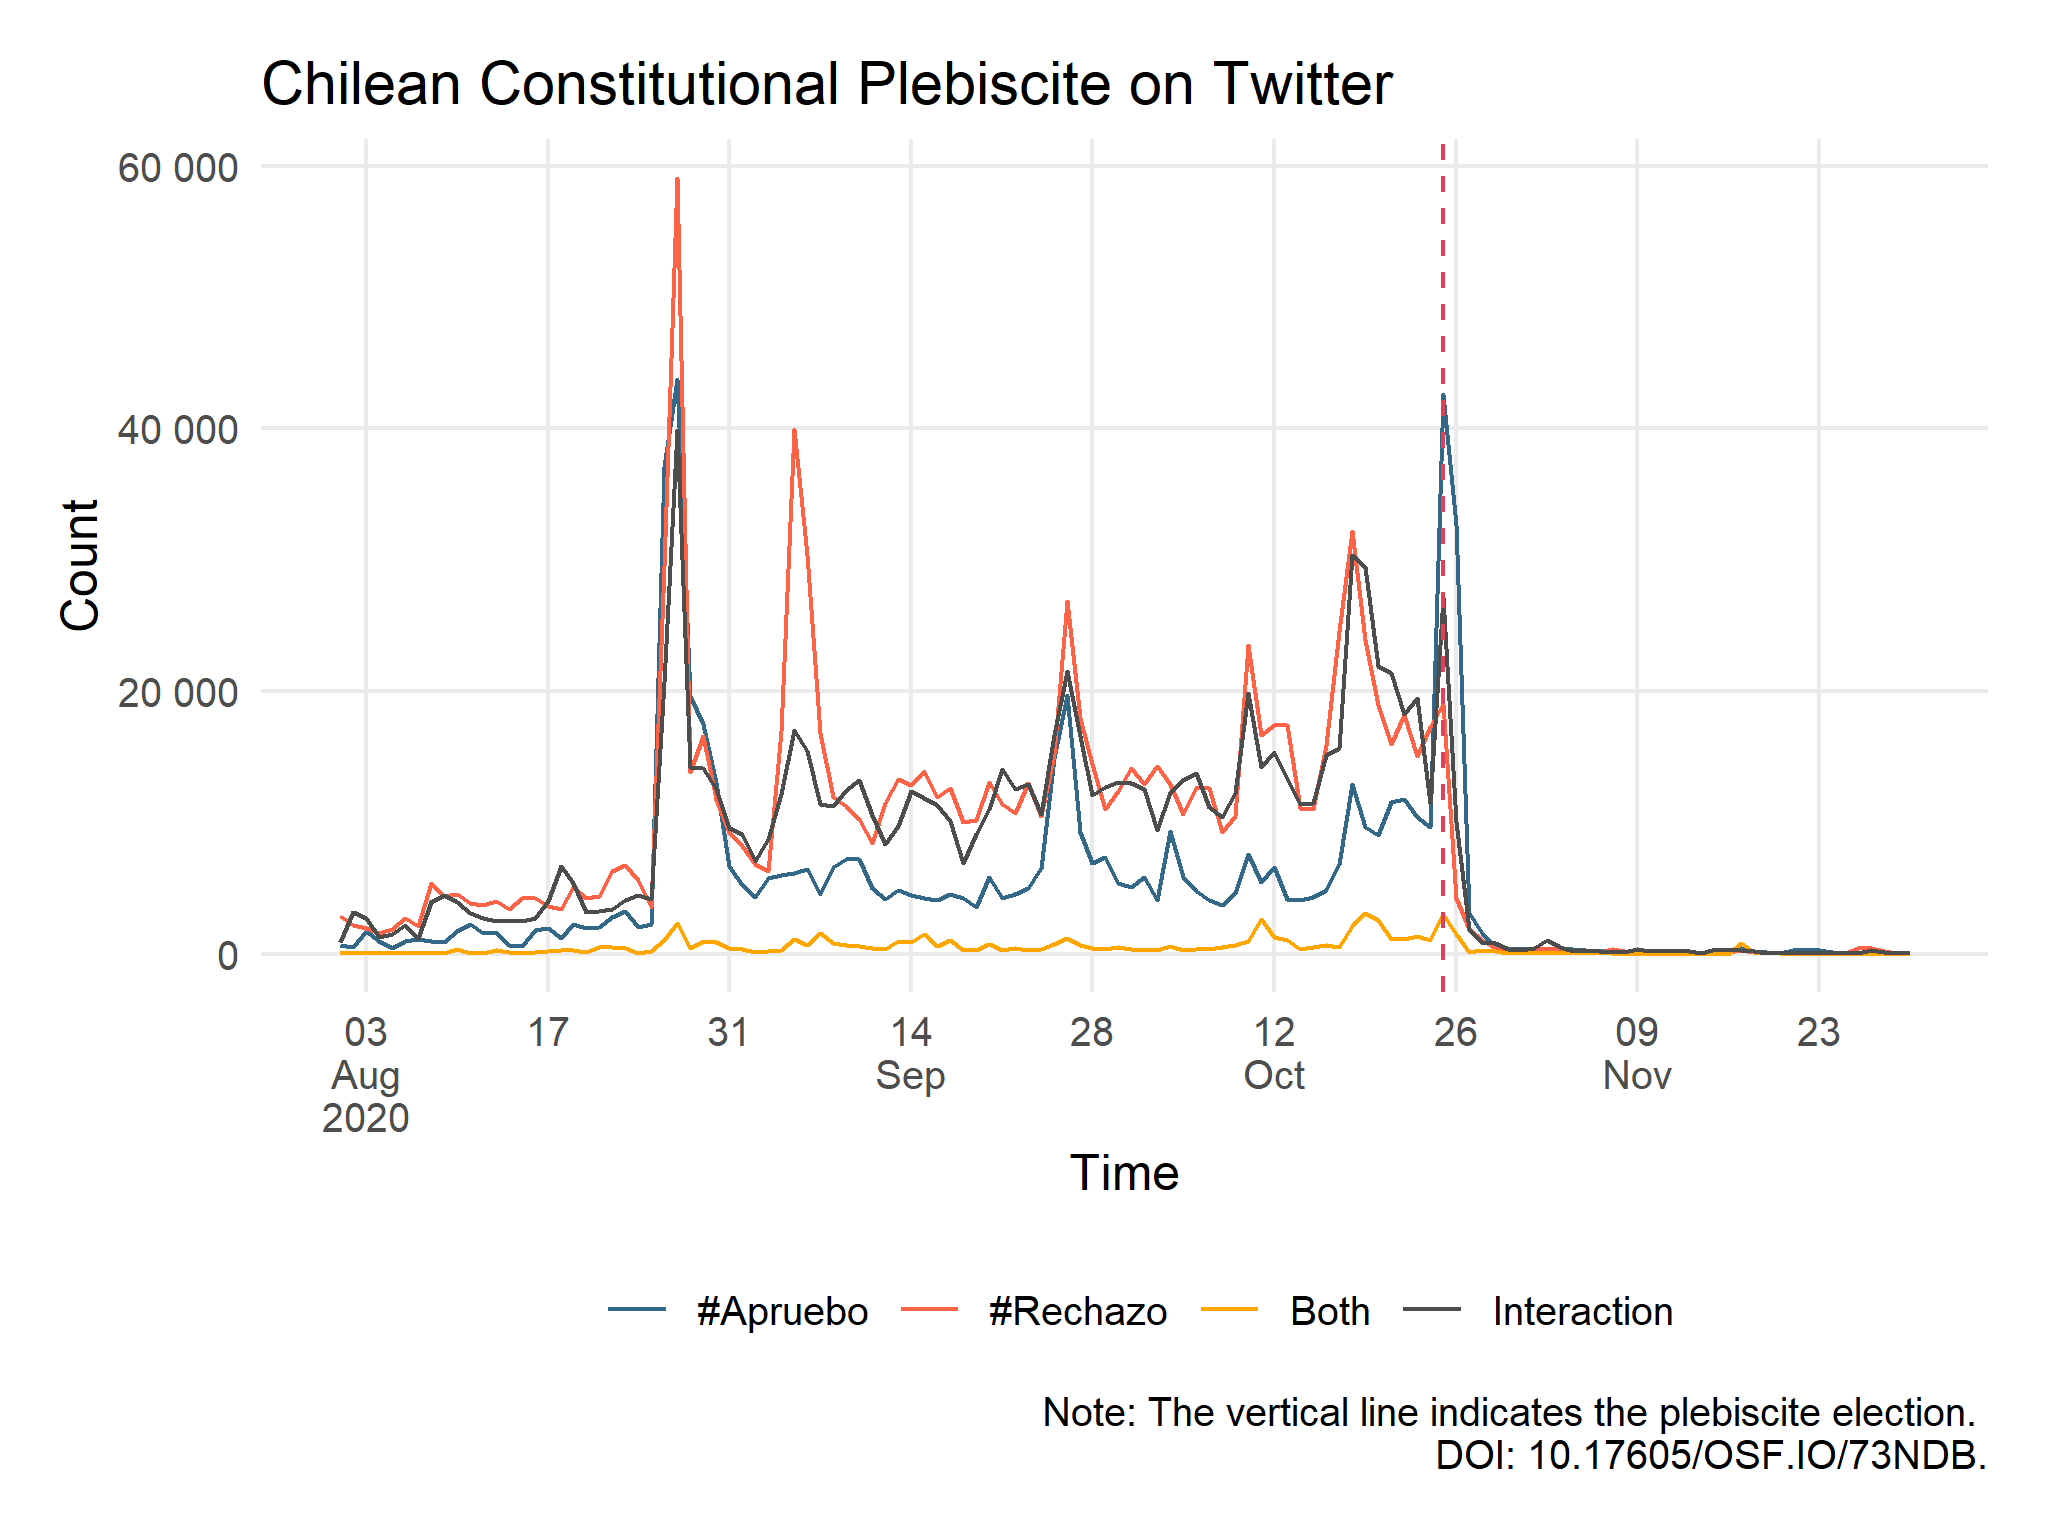 Chilean Constitutional Plebiscite on Twitter
60 000
40 000
20 000
0
Count
03 17 31 14 28 12 26 09 23
Aug Sep Oct Nov
2020
Time
#Apruebo #Rechazo Both Interaction
Note: The vertical line indicates the plebiscite election.
DOI: 10.17605/OSF.IO/73NDB.